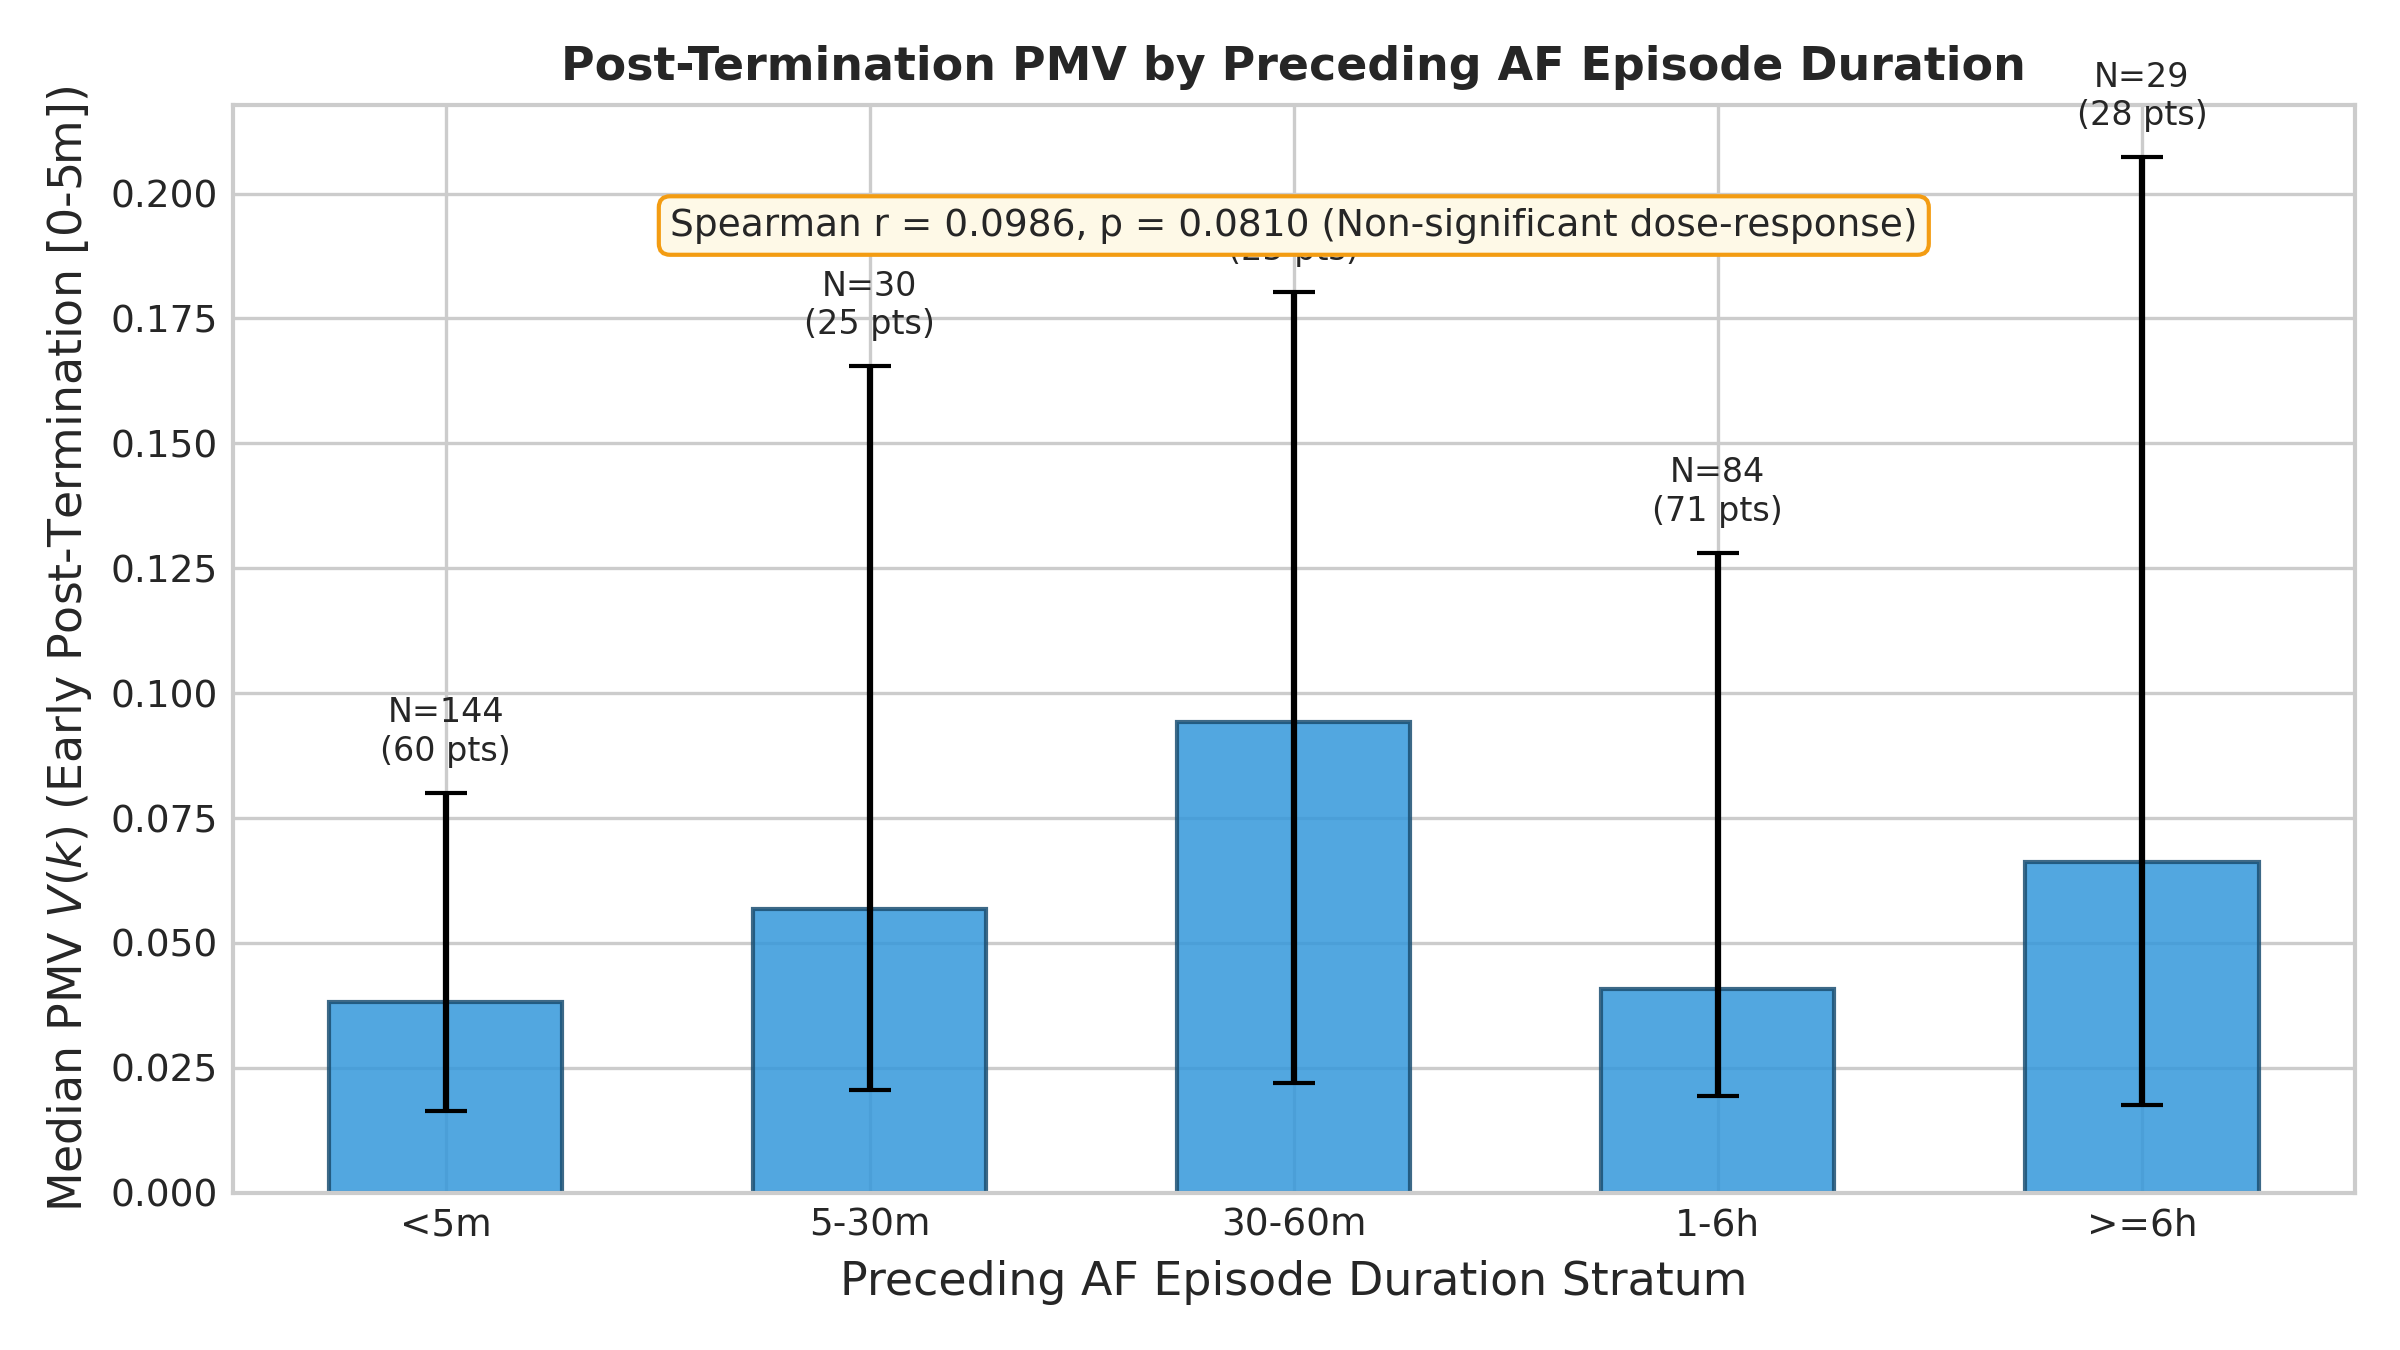 Post-Termination PMV by Preceding AF Episode Duration
N=29
(28 pts)
Spearman r = 0.0986, p = 0.0810 (Non-significant dose-response)
N=30
(25 pts)
N=84
(71 pts)
N=144
(60 pts)
Median PMV V(k) (Early Post-Termination [0-5m])
0.200
0.175
0.150
0.125
0.100
0.075
0.050
0.025
0.000
<5m
5-30m
30-60m
1-6h
>=6h
Preceding AF Episode Duration Stratum